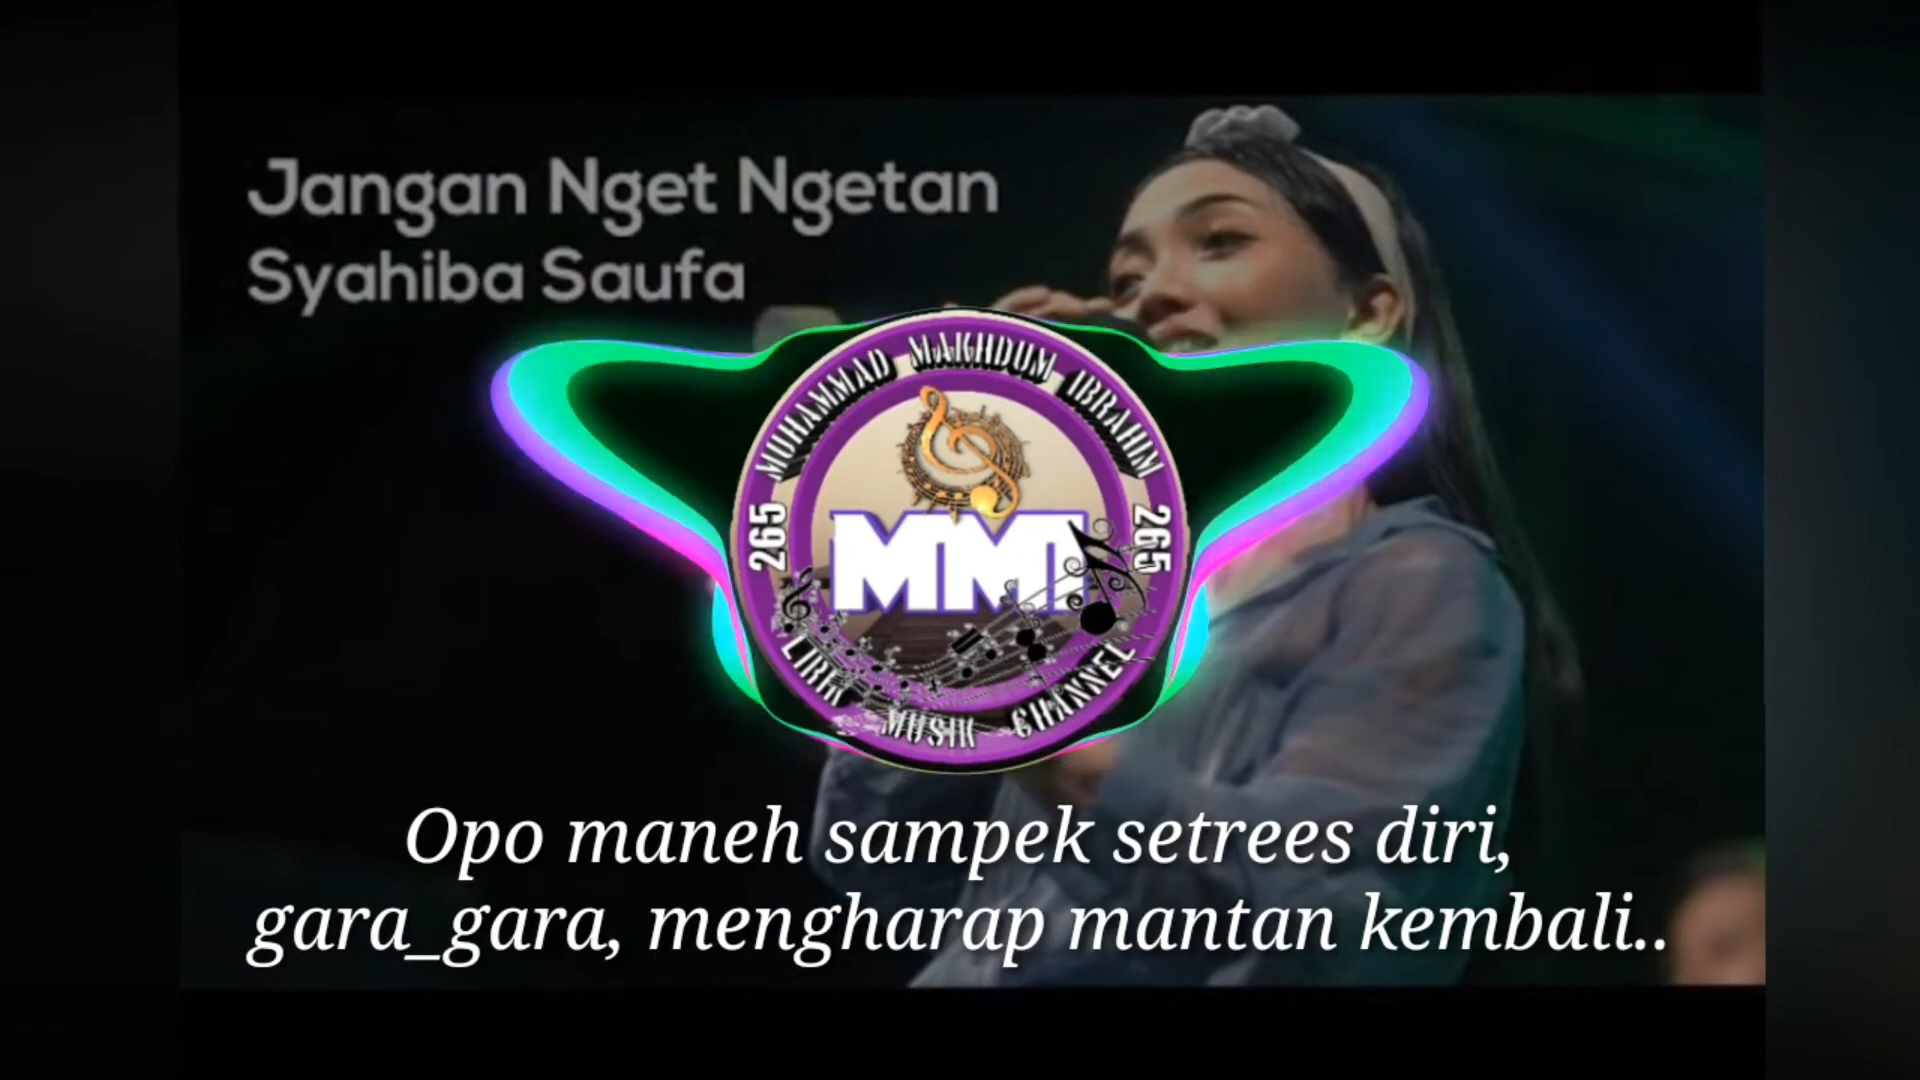 Jangan Nget Ngetan
Syahiba Saufa
MUHAMMAD MAKHDUM IBRAHIM
265
265
MMI
LIRIK MUSIK CHANNEL
Opo maneh sampek setrees diri,
gara_gara, mengharap mantan kembali..